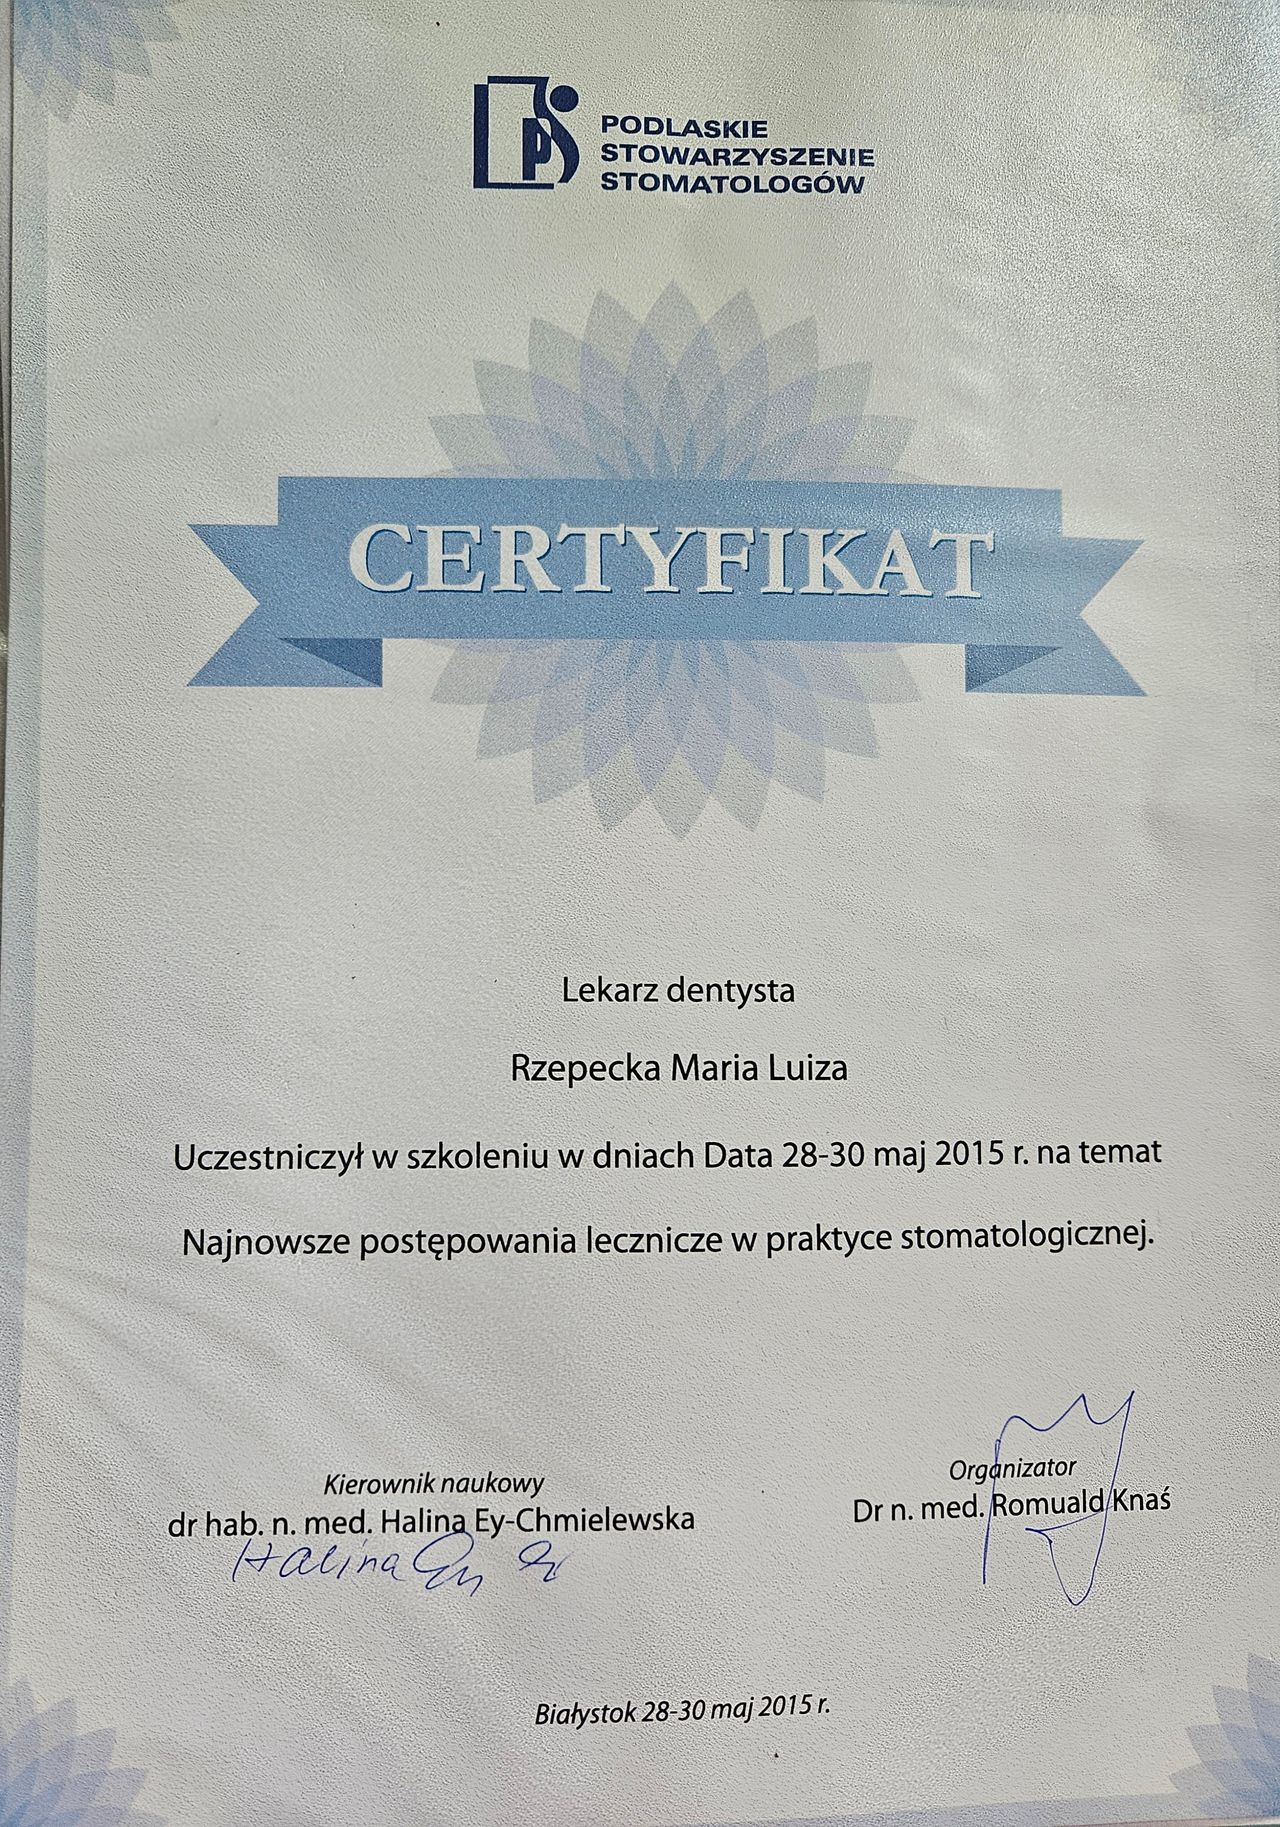 PODLASKIE
STOWARZYSZENIE
STOMATOLOGÓW
CERTYFIKAT
Lekarz dentysta
Rzepecka Maria Luiza
Uczestniczył w szkoleniu w dniach Data 28-30 maj 2015 r. na temat
Najnowsze postępowania lecznicze w praktyce stomatologicznej.
Kierownik naukowy
dr hab. n. med. Halina Ey-Chmielewska
Halina Ey
Organizator
Dr n. med. Romuald Knaś
Białystok 28-30 maj 2015 r.